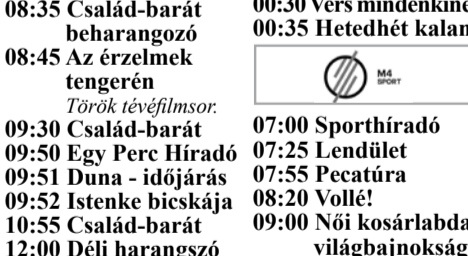 08:35 Család-barát
beharangozó
08:45 Az érzelmek
tengerén
Török tévéfilmsor.
09:30 Család-barát
09:50 Egy Perc Híradó
09:51 Duna - időjárás
09:52 Istenke bicskája
10:55 Család-barát
12:00 Déli harangszó
00:30 Vers mindenkine
00:35 Hetedhét kalan
M4
SPORT
07:00 Sporthíradó
07:25 Lendület
07:55 Pecatúra
08:20 Vollé!
09:00 Női kosárlabda
világbajnokság